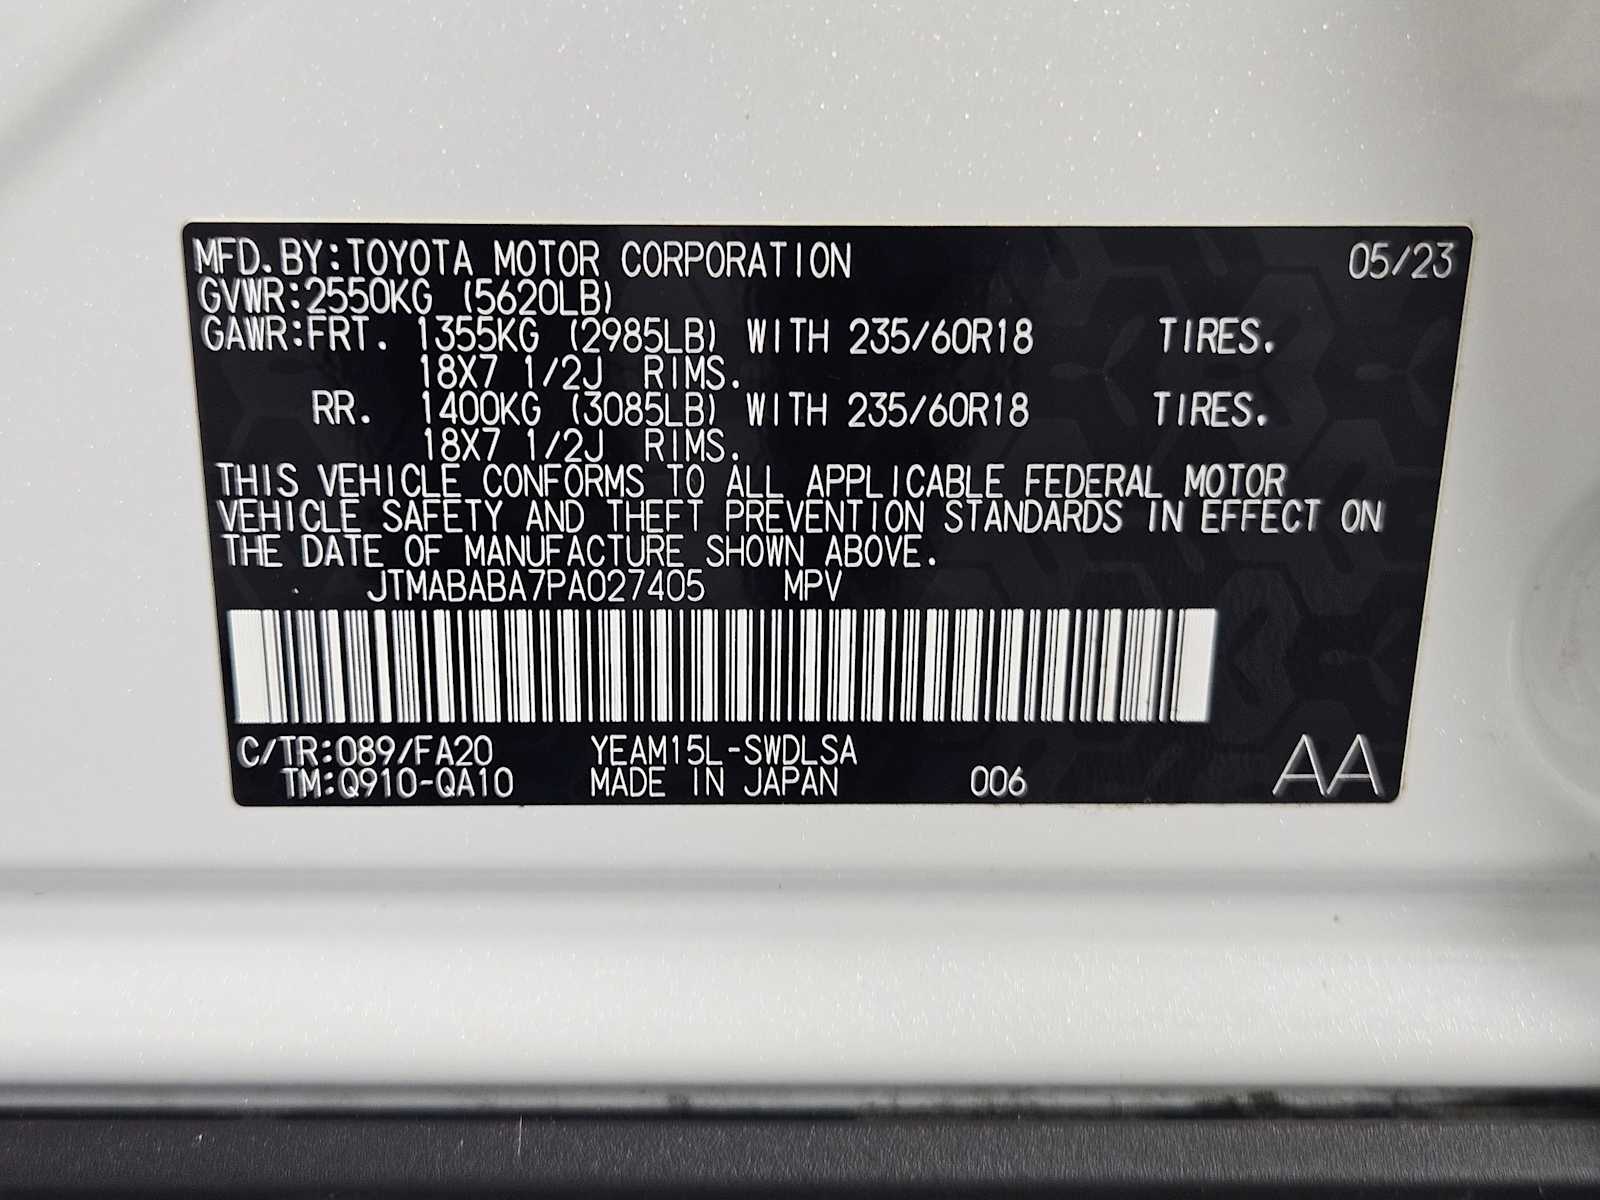 MFD.BY:TOYOTA MOTOR CORPORATION 05/23
GVWR:2550KG (5620LB)
GAWR:FRT. 1355KG (2985LB) WITH 235/60R18 TIRES.
18X7 1/2J RIMS.
RR. 1400KG (3085LB) WITH 235/60R18 TIRES.
18X7 1/2J RIMS.
THIS VEHICLE CONFORMS TO ALL APPLICABLE FEDERAL MOTOR
VEHICLE SAFETY AND THEFT PREVENTION STANDARDS IN EFFECT ON
THE DATE OF MANUFACTURE SHOWN ABOVE.
JTMABABA7PA027405 MPV
C/TR:089/FA20 YEAM15L-SWDLSA
TM:Q910-QA10 MADE IN JAPAN 006 AA